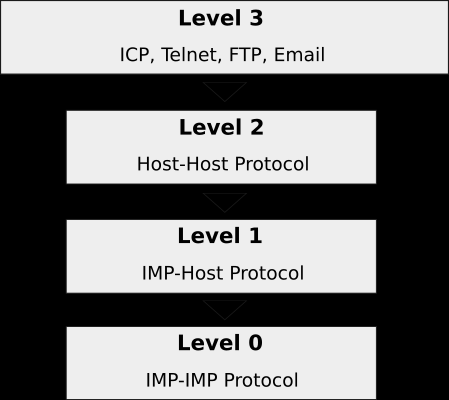 Level 3
ICP, Telnet, FTP, Email
Level 2
Host-Host Protocol
Level 1
IMP-Host Protocol
Level 0
IMP-IMP Protocol